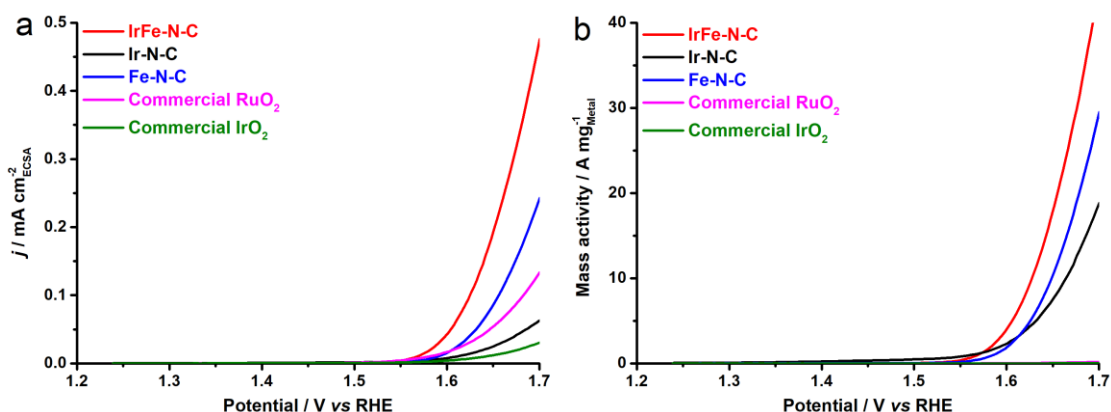 a
0.5
0.4
0.3
0.2
0.1
0.0
j / mA cm⁻²ECSA
IrFe-N-C
Ir-N-C
Fe-N-C
Commercial RuO₂
Commercial IrO₂
1.2 1.3 1.4 1.5 1.6 1.7
Potential / V vs RHE
b
40
30
20
10
0
Mass activity / A mg⁻¹Metal
IrFe-N-C
Ir-N-C
Fe-N-C
Commercial RuO₂
Commercial IrO₂
1.2 1.3 1.4 1.5 1.6 1.7
Potential / V vs RHE